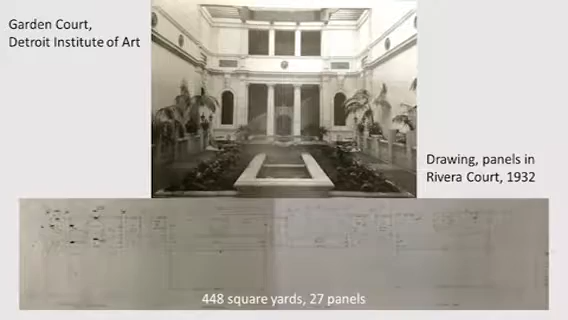 Garden Court,
Detroit Institute of Art
Drawing, panels in
Rivera Court, 1932
448 square yards, 27 panels